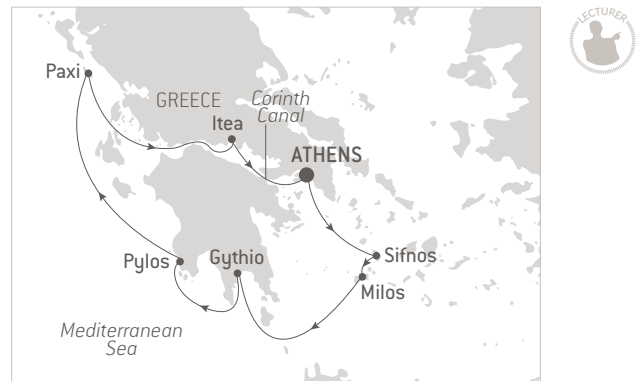 LECTURER
Paxi
GREECE
Corinth
Canal
Itea
ATHENS
Sifnos
Pylos
Gythio
Milos
Mediterranean
Sea